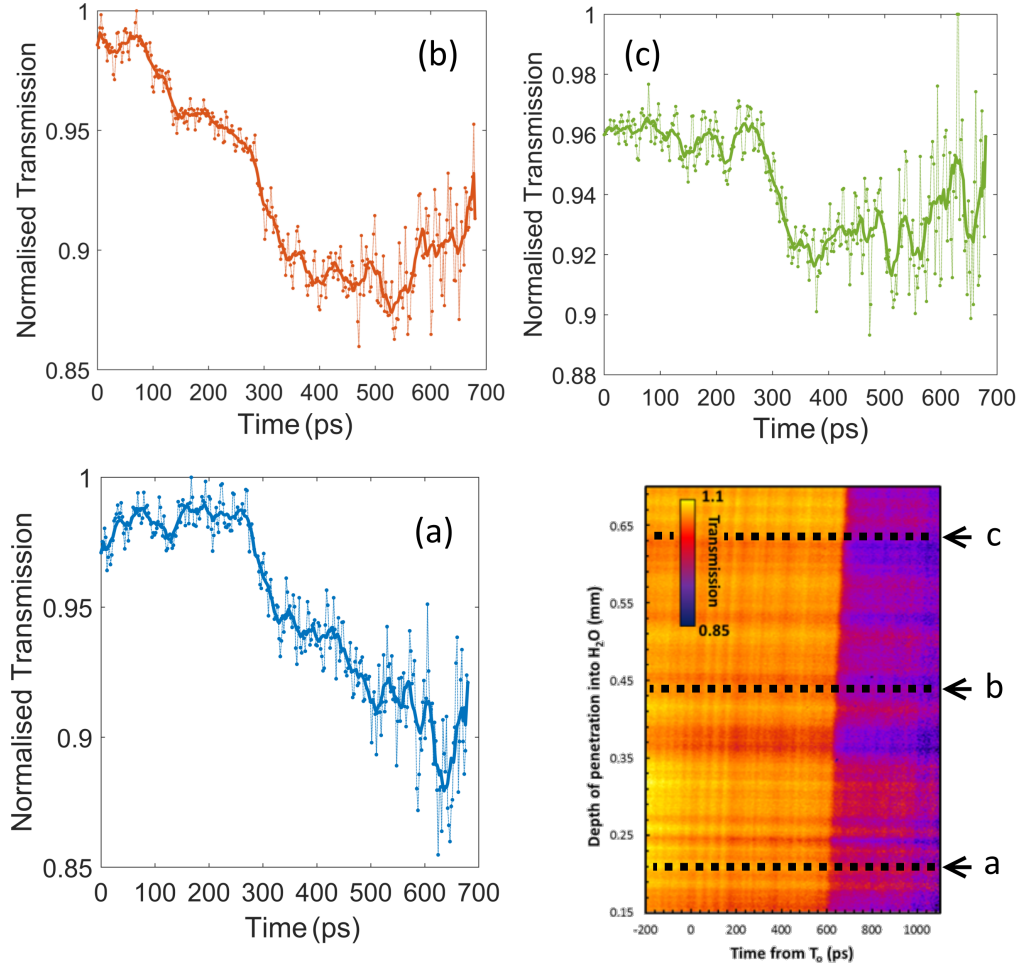 1
0.95
0.9
0.85
Normalised Transmission
(b)
0 100 200 300 400 500 600 700
Time (ps)
1
0.98
0.96
0.94
0.92
0.9
0.88
Normalised Transmission
(c)
0 100 200 300 400 500 600 700
Time (ps)
1
0.95
0.9
0.85
Normalised Transmission
(a)
0 100 200 300 400 500 600 700
Time (ps)
0.65
0.55
0.45
0.35
0.25
0.15
Depth of penetration into H₂O (mm)
1.1
Transmission
0.85
c
b
a
-200 0 200 400 600 800 1000
Time from Tₒ (ps)